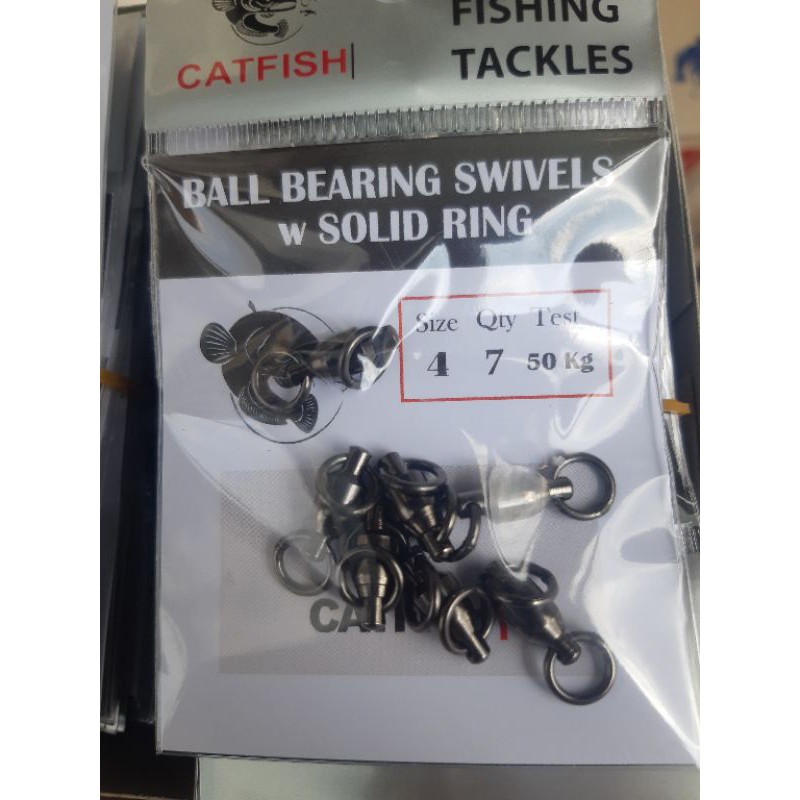 FISHING
CATFISH
TACKLES
BALL BEARING SWIVELS
w SOLID RING
Size Qty Test
4 7 50 Kg